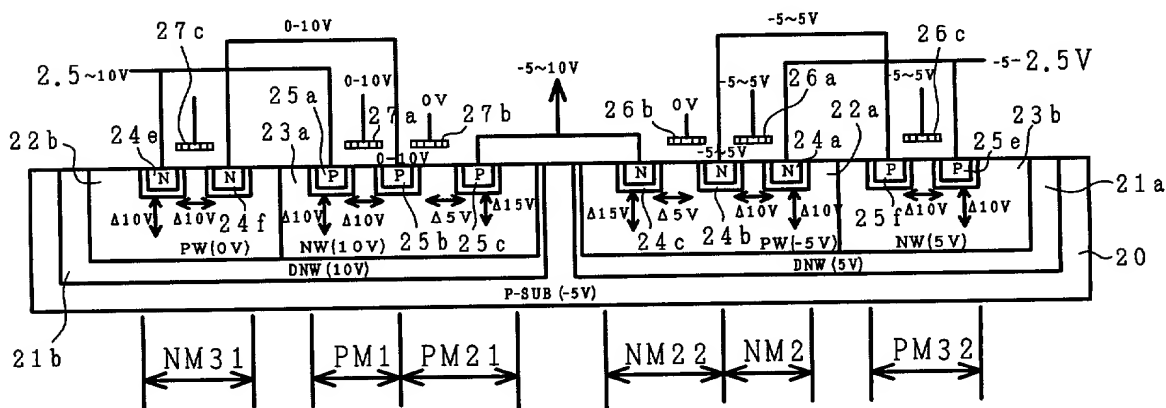 27c
0-10V
-5~5V
26c
2.5~10V
0-10V
-5~10V
-5~5V
26a
-5~5V
-5-2.5V
25a
27a
0V
27b
26b
0V
22a
23b
22b
24e
23a
24a
25e
N
N
P
0-10V
P
P
N
-5~5V
N
N
P
P
21a
Δ10V
Δ10V
24f
Δ10V
Δ10V
Δ5V
Δ15V
Δ15V
Δ5V
Δ10V
Δ10V
25f
Δ10V
Δ10V
PW(0V)
NW(10V)
25b
25c
24c
24b
PW(-5V)
NW(5V)
20
DNW(10V)
DNW(5V)
P-SUB(-5V)
21b
NM31
PM1
PM21
NM22
NM2
PM32